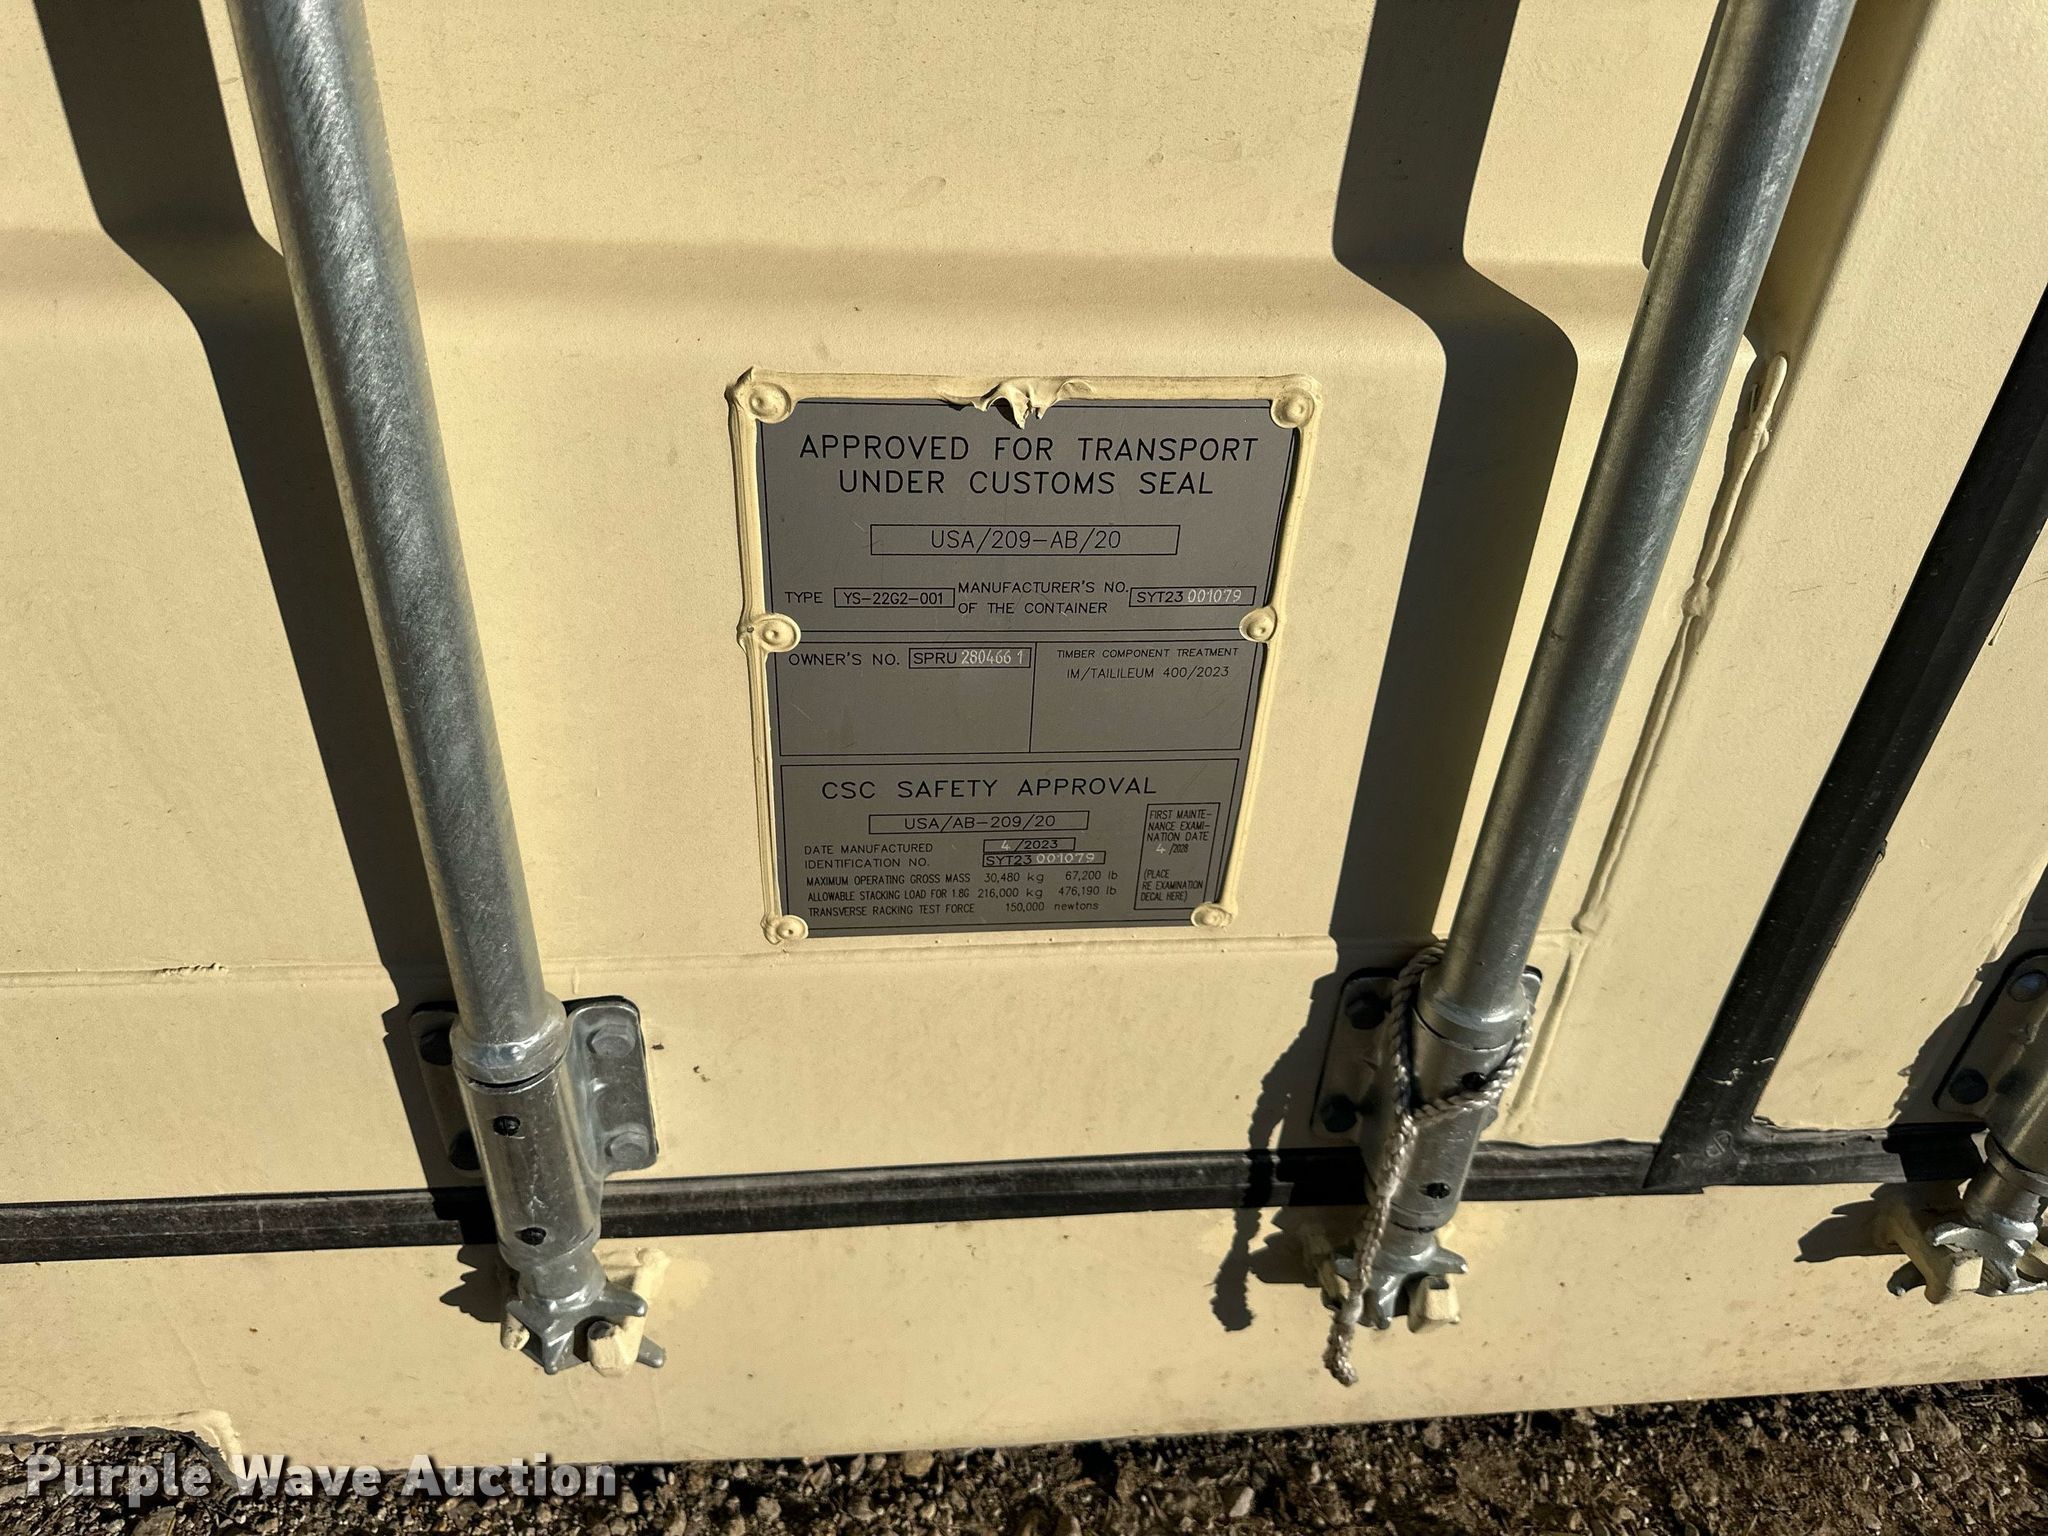 APPROVED FOR TRANSPORT
UNDER CUSTOMS SEAL
USA/209-AB/20
TYPE YS-22G2-001 MANUFACTURER'S NO. OF THE CONTAINER SYT23 001079
OWNER'S NO. SPRU 280466 1
TIMBER COMPONENT TREATMENT
IM/TAILILEUM 400/2023
CSC SAFETY APPROVAL
USA/AB-209/20
DATE MANUFACTURED 4/2023
IDENTIFICATION NO. SYT23 001079
MAXIMUM OPERATING GROSS MASS 30,480 kg 67,200 lb
ALLOWABLE STACKING LOAD FOR 1.8G 216,000 kg 476,190 lb
TRANSVERSE RACKING TEST FORCE 150,000 newtons
FIRST MAINTE-
NANCE EXAMI-
NATION DATE
4 /2028
(PLACE
RE EXAMINATION
DECAL HERE)
Purple Wave Auction